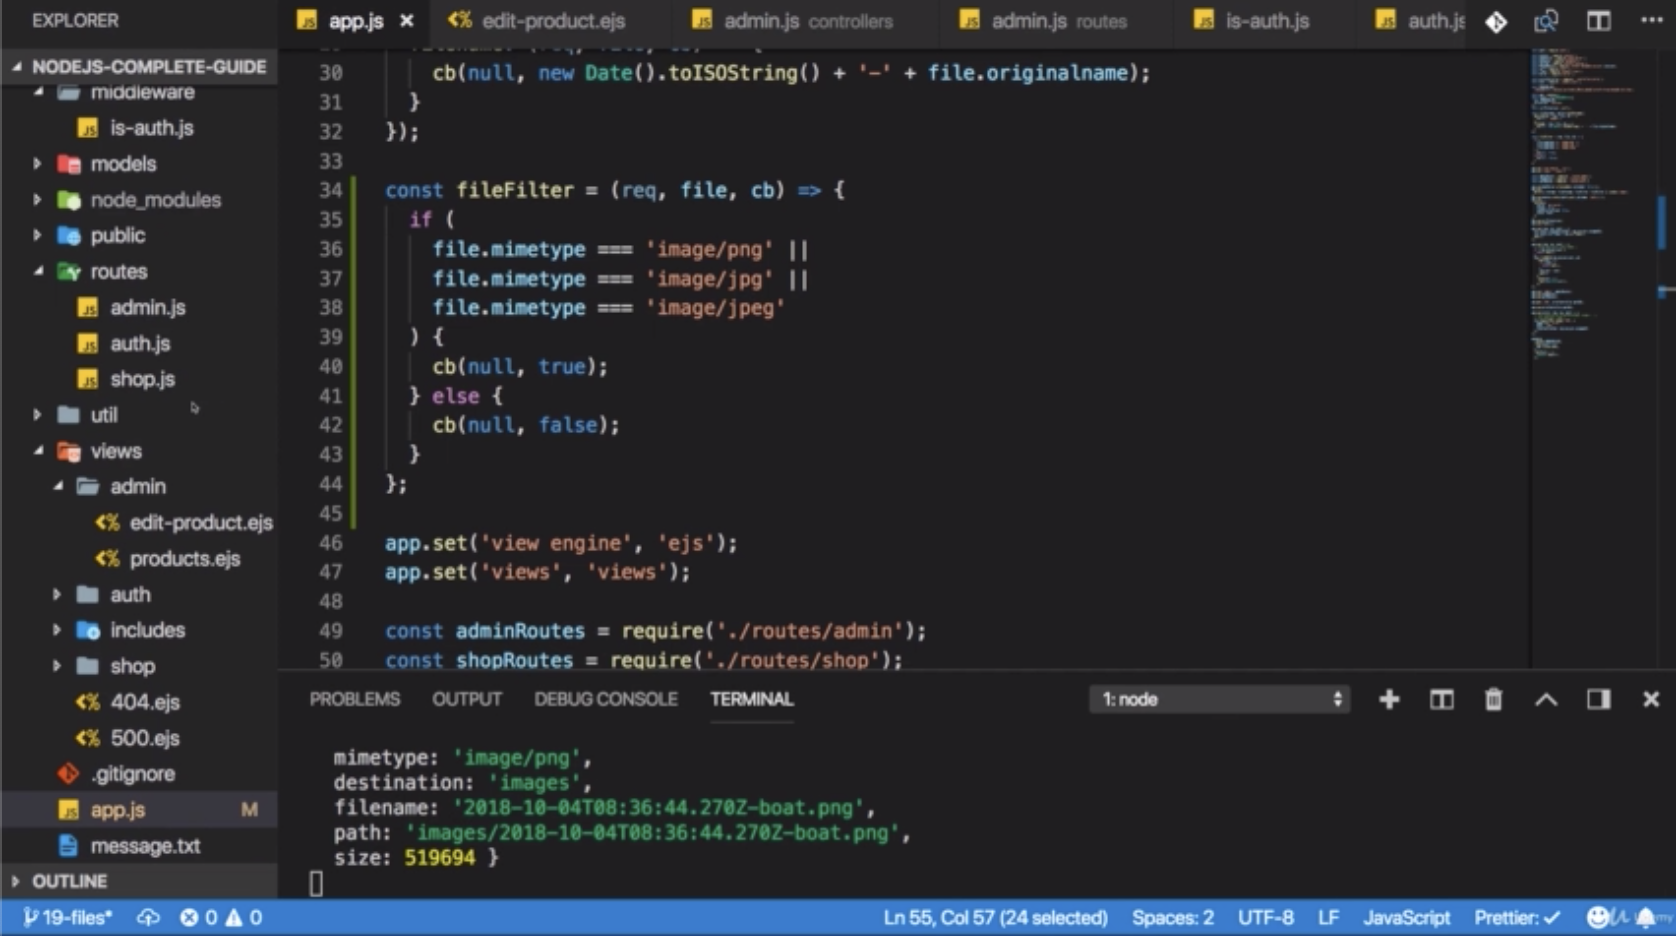 EXPLORER
app.js
edit-product.ejs
admin.js controllers
admin.js routes
is-auth.js
auth.js
NODEJS-COMPLETE-GUIDE
middleware
is-auth.js
models
node_modules
public
routes
admin.js
auth.js
shop.js
util
views
admin
edit-product.ejs
products.ejs
auth
includes
shop
404.ejs
500.ejs
.gitignore
app.js M
message.txt
OUTLINE
30 cb(null, new Date().toISOString() + '-' + file.originalname);
31 }
32 });
33
34 const fileFilter = (req, file, cb) => {
35 if (
36 file.mimetype === 'image/png' ||
37 file.mimetype === 'image/jpg' ||
38 file.mimetype === 'image/jpeg'
39 ) {
40 cb(null, true);
41 } else {
42 cb(null, false);
43 }
44 };
45
46 app.set('view engine', 'ejs');
47 app.set('views', 'views');
48
49 const adminRoutes = require('./routes/admin');
50 const shopRoutes = require('./routes/shop');
PROBLEMS OUTPUT DEBUG CONSOLE TERMINAL 1: node
mimetype: 'image/png',
destination: 'images',
filename: '2018-10-04T08:36:44.270Z-boat.png',
path: 'images/2018-10-04T08:36:44.270Z-boat.png',
size: 519694 }
19-files* 0 0 Ln 55, Col 57 (24 selected) Spaces: 2 UTF-8 LF JavaScript Prettier: ✓